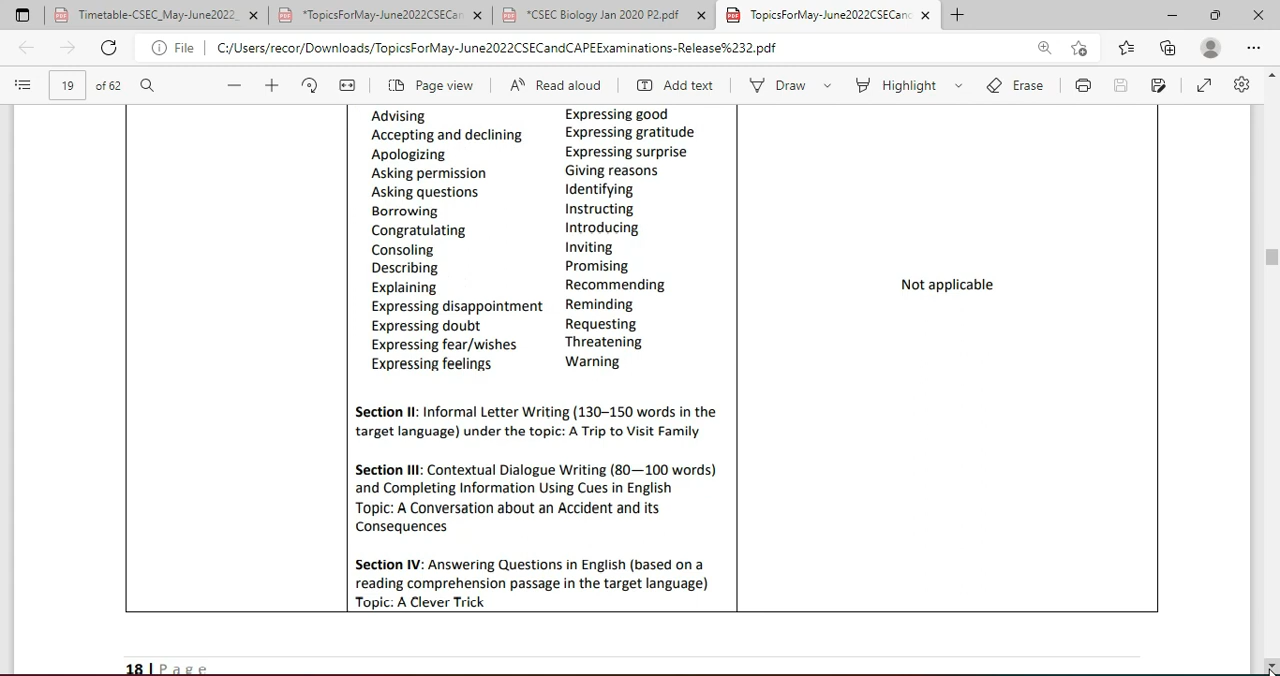 Timetable-CSEC_May-June2022_
*TopicsForMay-June2022CSECan
*CSEC Biology Jan 2020 P2.pdf
TopicsForMay-June2022CSECanc
File
C:/Users/recor/Downloads/TopicsForMay-June2022CSECandCAPEExaminations-Release%232.pdf
19 of 62
Page view
Read aloud
Add text
Draw
Highlight
Erase
Advising
Accepting and declining
Apologizing
Asking permission
Asking questions
Borrowing
Congratulating
Consoling
Describing
Explaining
Expressing disappointment
Expressing doubt
Expressing fear/wishes
Expressing feelings
Expressing good
Expressing gratitude
Expressing surprise
Giving reasons
Identifying
Instructing
Introducing
Inviting
Promising
Recommending
Reminding
Requesting
Threatening
Warning
Section II: Informal Letter Writing (130–150 words in the
target language) under the topic: A Trip to Visit Family
Section III: Contextual Dialogue Writing (80—100 words)
and Completing Information Using Cues in English
Topic: A Conversation about an Accident and its
Consequences
Section IV: Answering Questions in English (based on a
reading comprehension passage in the target language)
Topic: A Clever Trick
Not applicable
18 | Page